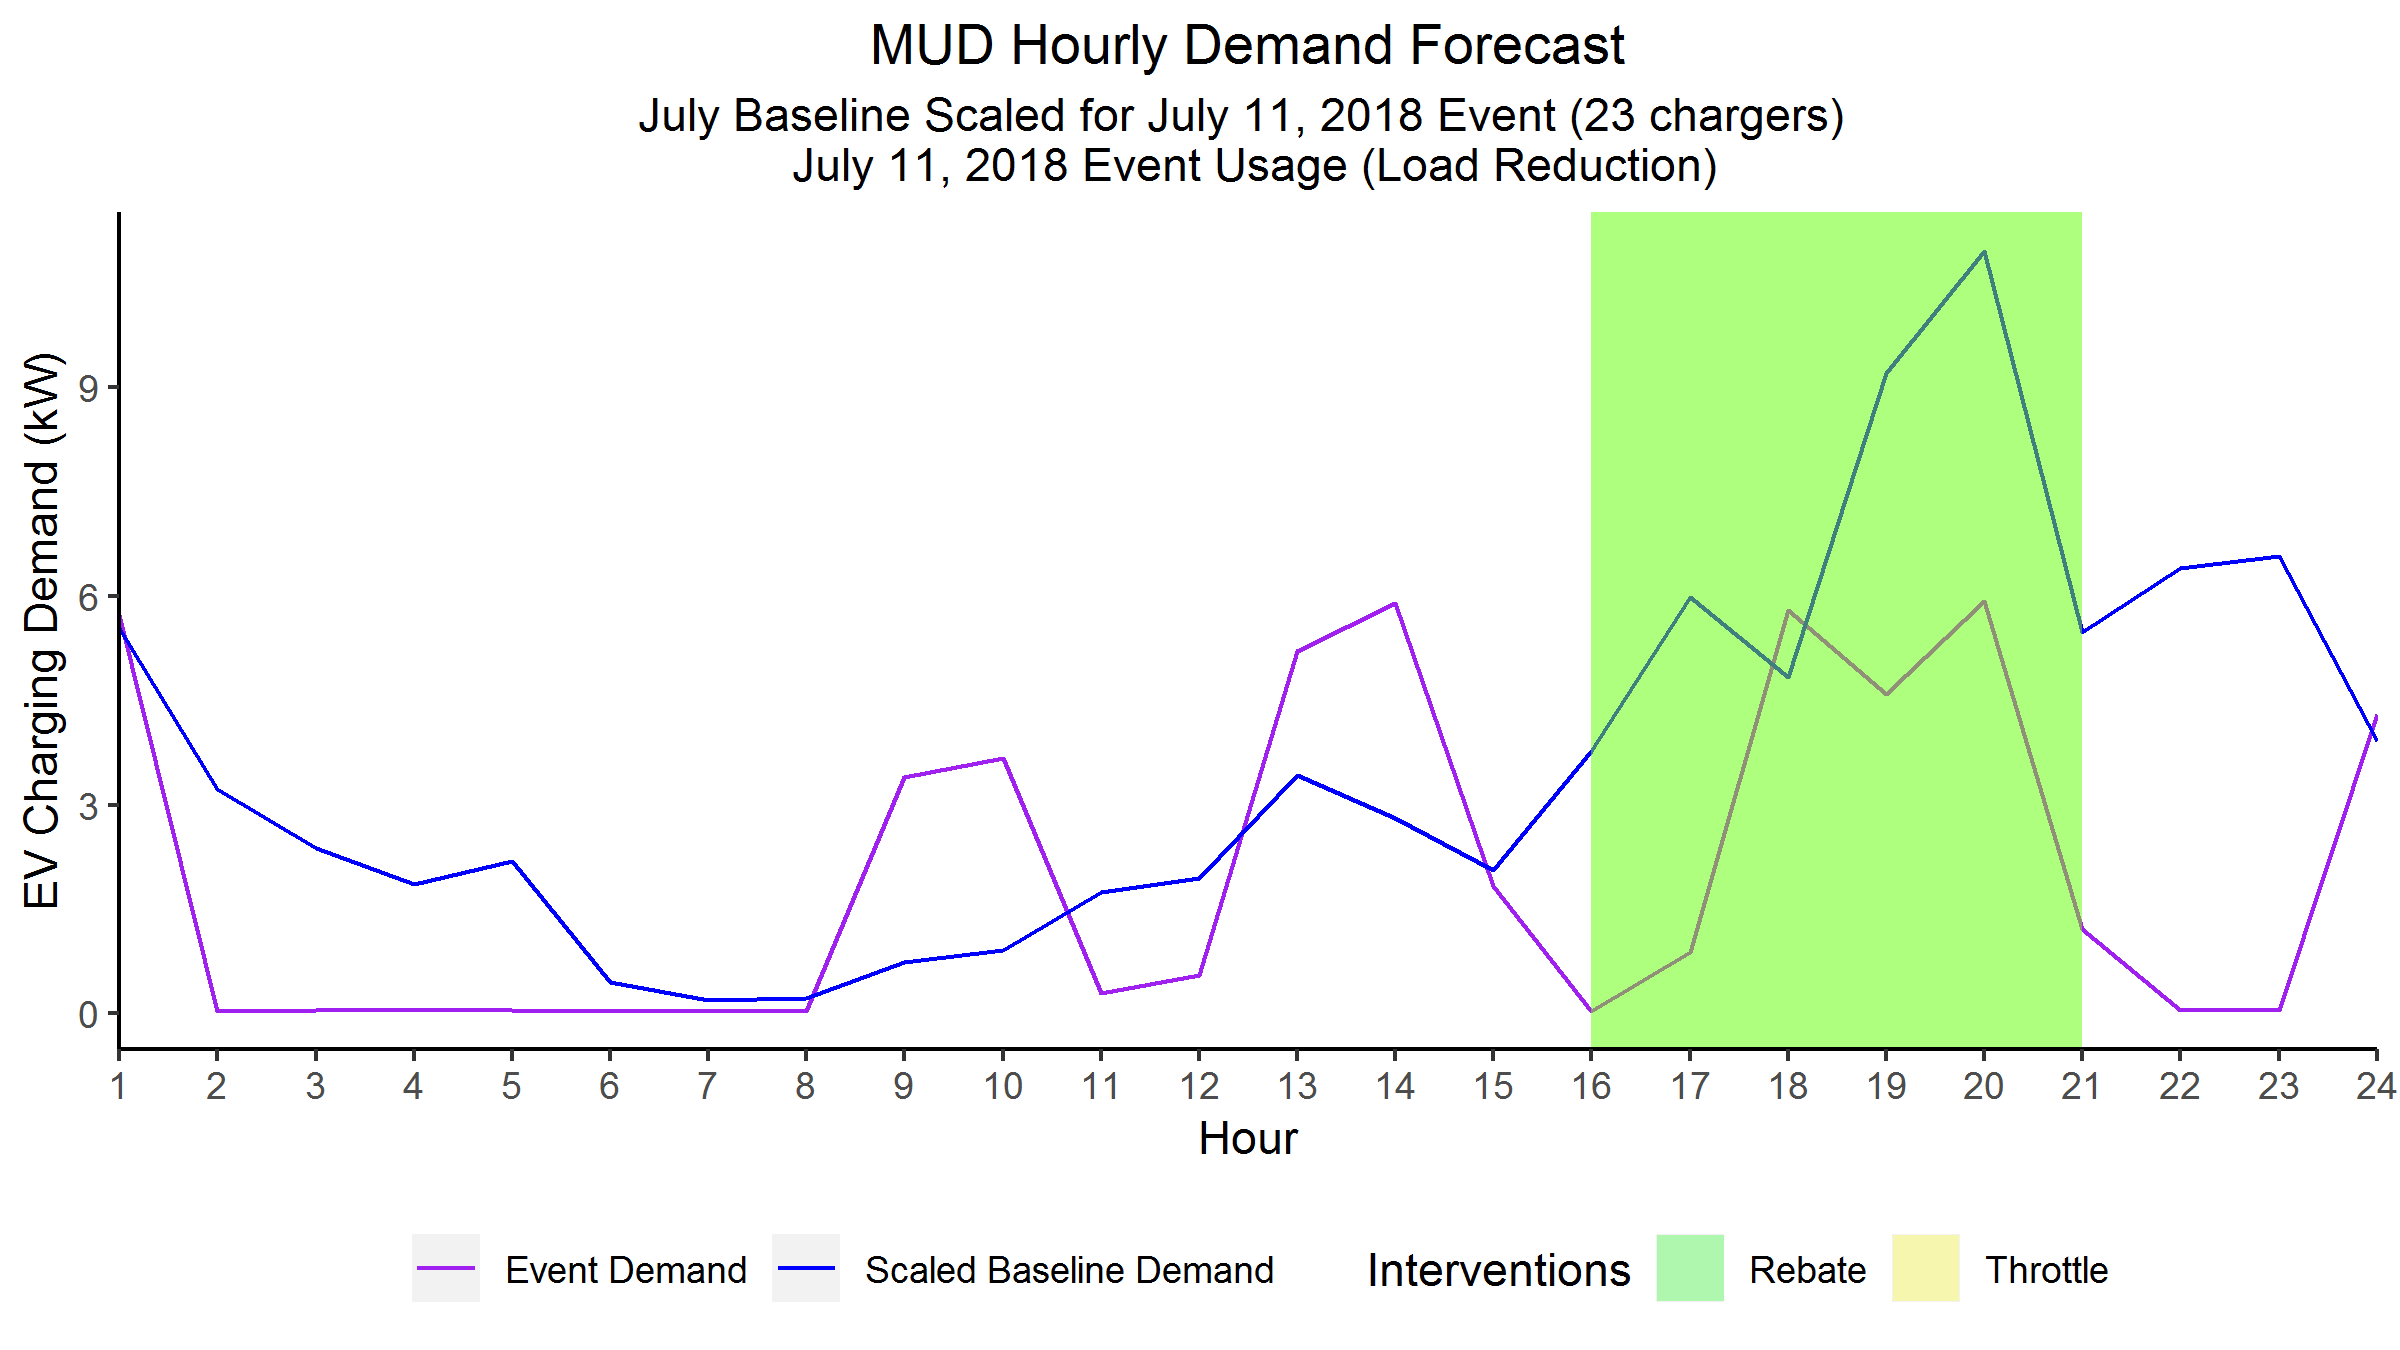 MUD Hourly Demand Forecast
July Baseline Scaled for July 11, 2018 Event (23 chargers)
July 11, 2018 Event Usage (Load Reduction)
EV Charging Demand (kW)
9
6
3
0
1 2 3 4 5 6 7 8 9 10 11 12 13 14 15 16 17 18 19 20 21 22 23 24
Hour
Event Demand Scaled Baseline Demand Interventions Rebate Throttle